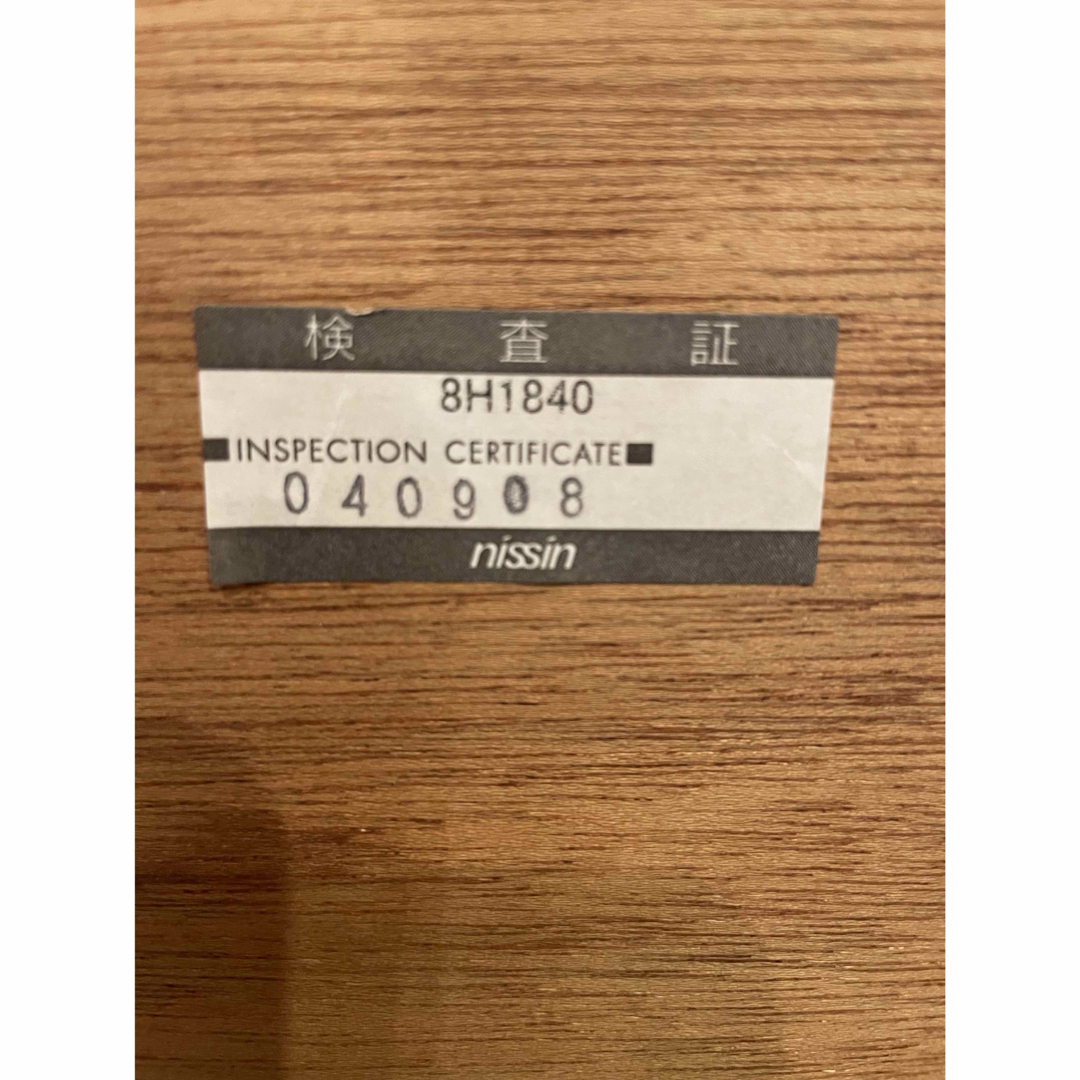 検査証
8H1840
INSPECTION CERTIFICATE
040908
nissin